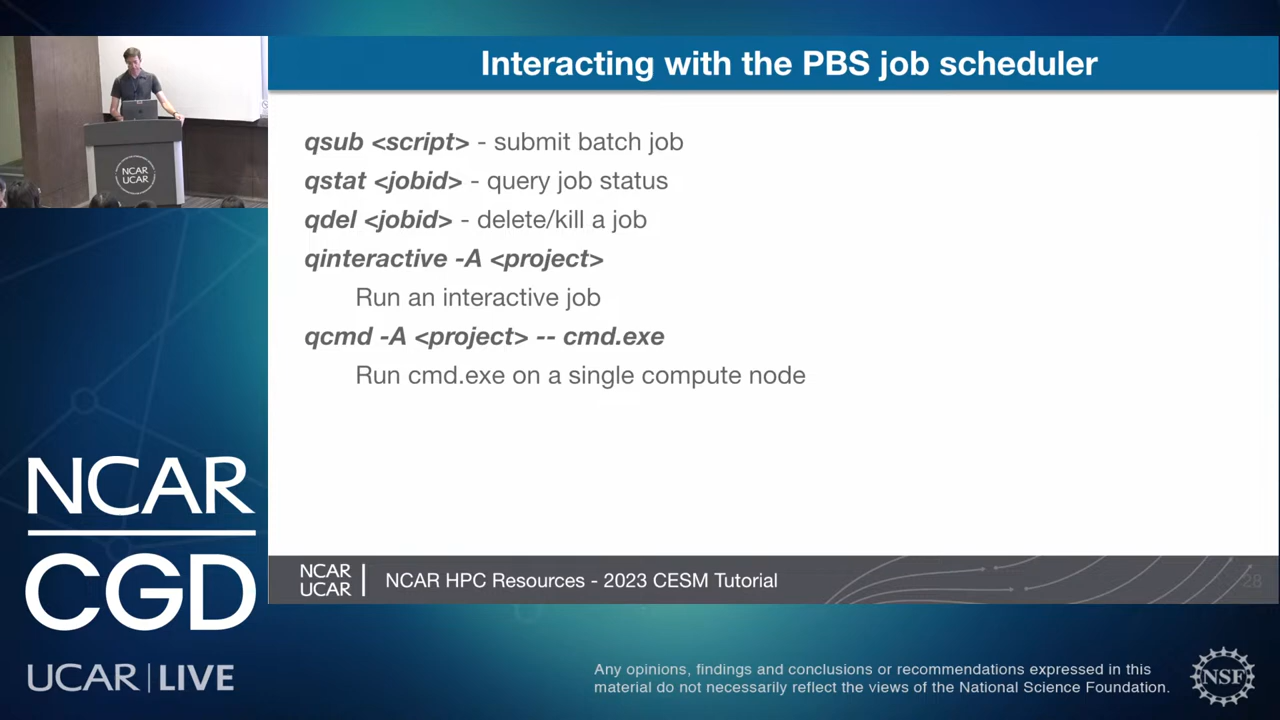 Interacting with the PBS job scheduler
qsub <script> - submit batch job
qstat <jobid> - query job status
qdel <jobid> - delete/kill a job
qinteractive -A <project>
Run an interactive job
qcmd -A <project> -- cmd.exe
Run cmd.exe on a single compute node
NCAR
UCAR
NCAR
CGD
UCAR | LIVE
NCAR
UCAR
NCAR HPC Resources - 2023 CESM Tutorial
28
Any opinions, findings and conclusions or recommendations expressed in this
material do not necessarily reflect the views of the National Science Foundation.
NSF